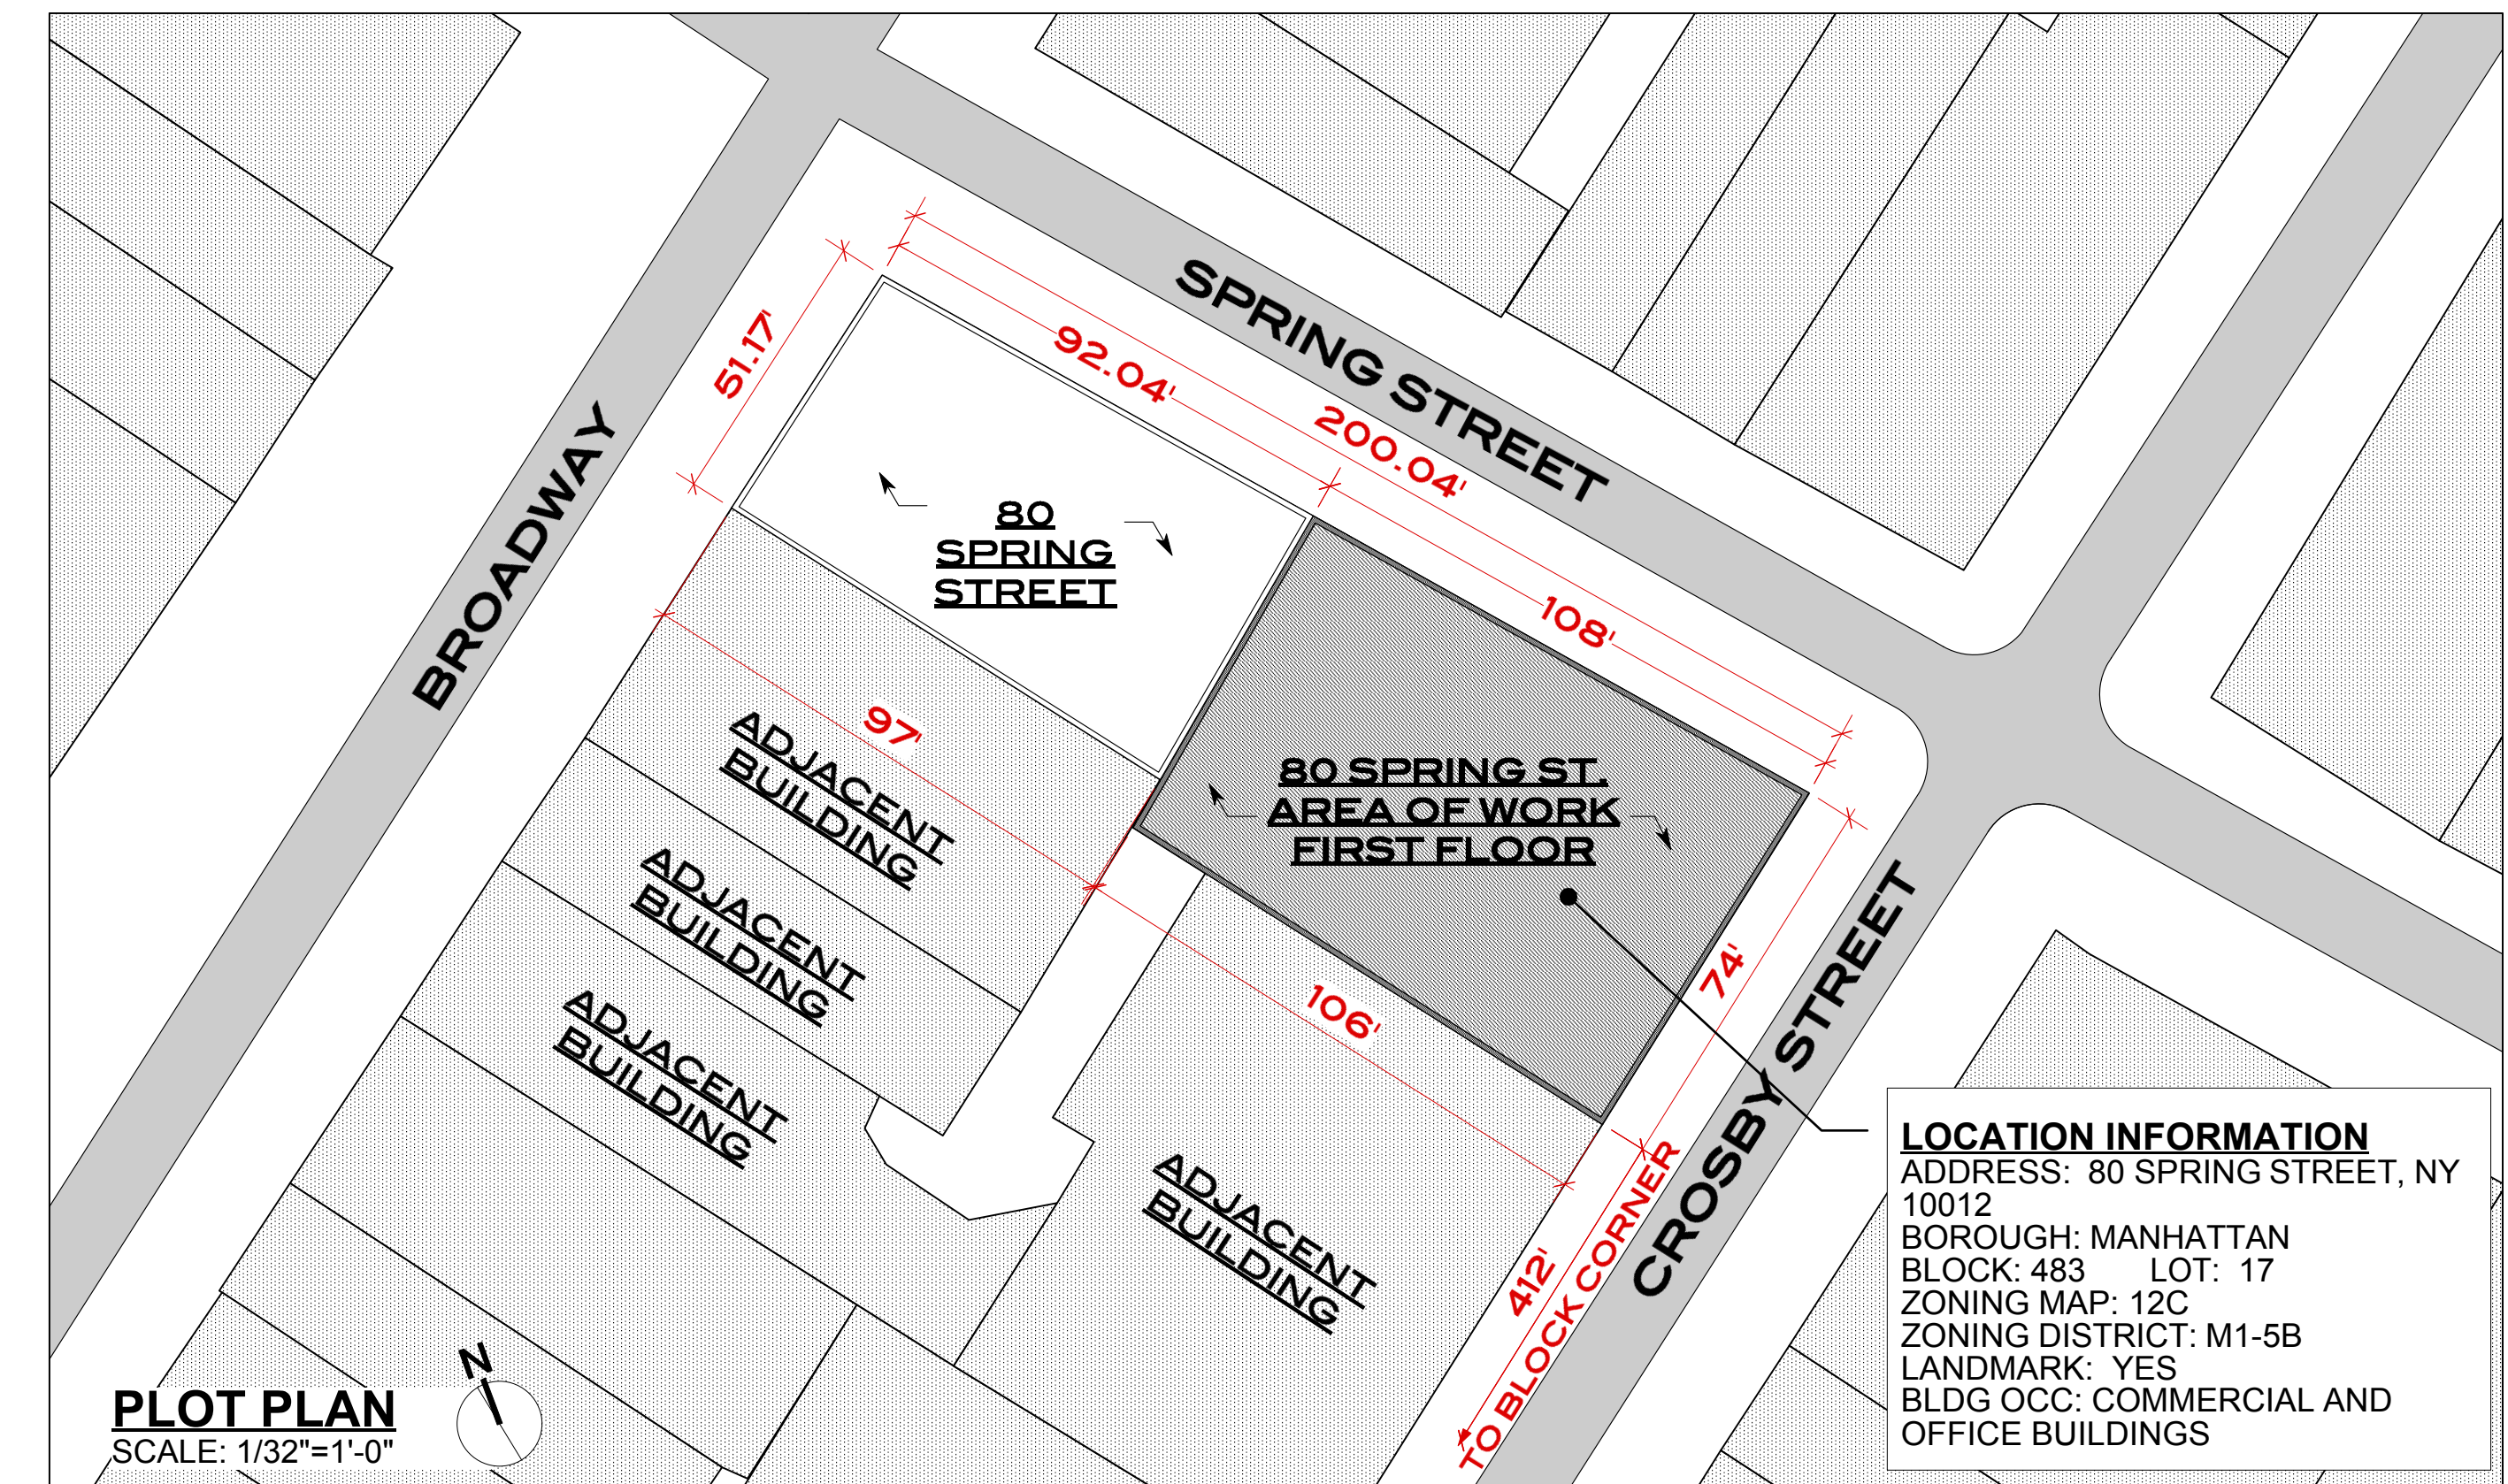 SPRING STREET
51.17'
92.04'
200.04'
BROADWAY
80
SPRING
STREET
108'
97'
ADJACENT
BUILDING
80 SPRING ST.
AREA OF WORK
FIRST FLOOR
ADJACENT
BUILDING
74'
106'
ADJACENT
BUILDING
CROSBY STREET
ADJACENT
BUILDING
412'
TO BLOCK CORNER
LOCATION INFORMATION
ADDRESS: 80 SPRING STREET, NY
10012
BOROUGH: MANHATTAN
BLOCK: 483 LOT: 17
ZONING MAP: 12C
ZONING DISTRICT: M1-5B
LANDMARK: YES
BLDG OCC: COMMERCIAL AND
OFFICE BUILDINGS
N
PLOT PLAN
SCALE: 1/32"=1'-0"